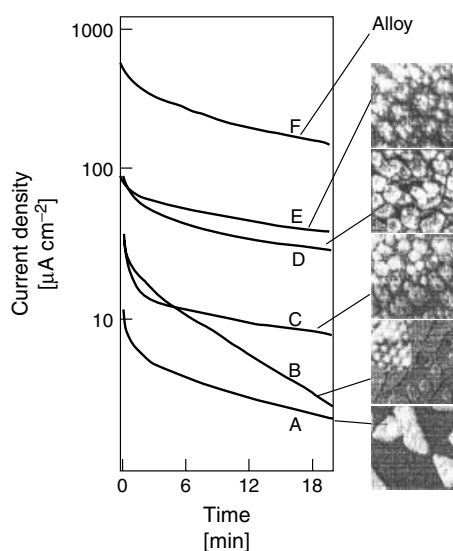 1000
Alloy
F
100
E
D
Current density
[μA cm−2]
10
C
B
A
0
6
12
18
Time
[min]